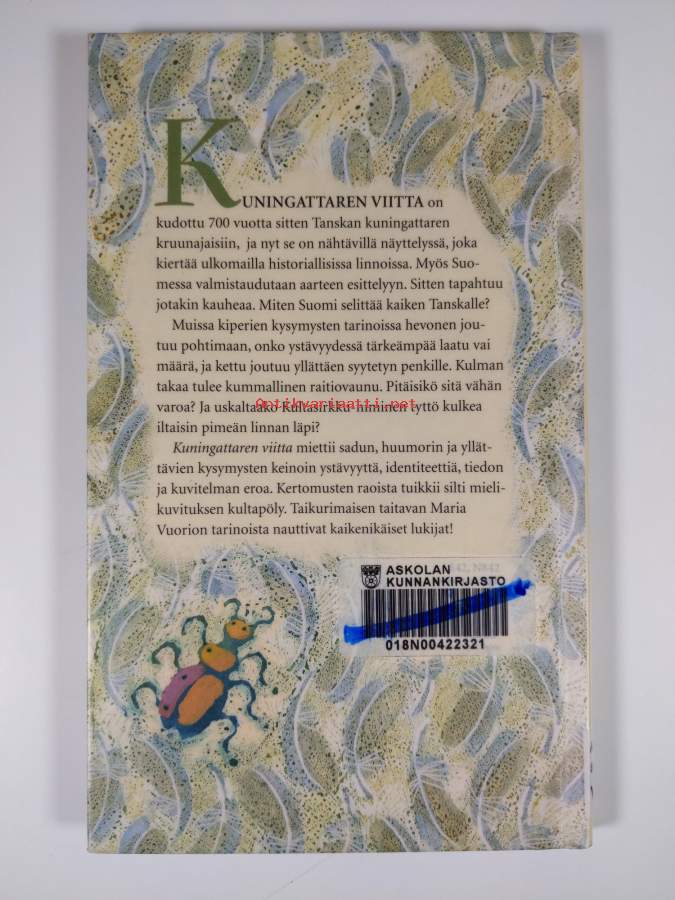 KUNINGATTAREN VIITTA on
kudottu 700 vuotta sitten Tanskan kuningattaren
kruunajaisiin, ja nyt se on nähtävillä näyttelyssä, joka
kiertää ulkomailla historiallisissa linnoissa. Myös Suo-
messa valmistaudutaan aarteen esittelyyn. Sitten tapahtuu
jotakin kauheaa. Miten Suomi selittää kaiken Tanskalle?
Muissa kiperien kysymysten tarinoissa hevonen jou-
tuu pohtimaan, onko ystävyydessä tärkeämpää laatu vai
määrä, ja kettu joutuu yllättäen syytetyn penkille. Kulman
takaa tulee kummallinen raitiovaunu. Pitäisikö sitä vähän
varoa? Ja uskaltaako Kultasirkku-niminen tyttö kulkea
Antikvariaatti.net
iltaisin pimeän linnan läpi?
Kuningattaren viitta miettii sadun, huumorin ja yllät-
tävien kysymysten keinoin ystävyyttä, identiteettiä, tiedon
ja kuvitelman eroa. Kertomusten raoista tuikkii silti mieli-
kuvituksen kultapöly. Taikurimaisen taitavan Maria
Vuorion tarinoista nauttivat kaikenikäiset lukijat!
ASKOLAN
KUNNANKIRJASTO
018N00422321